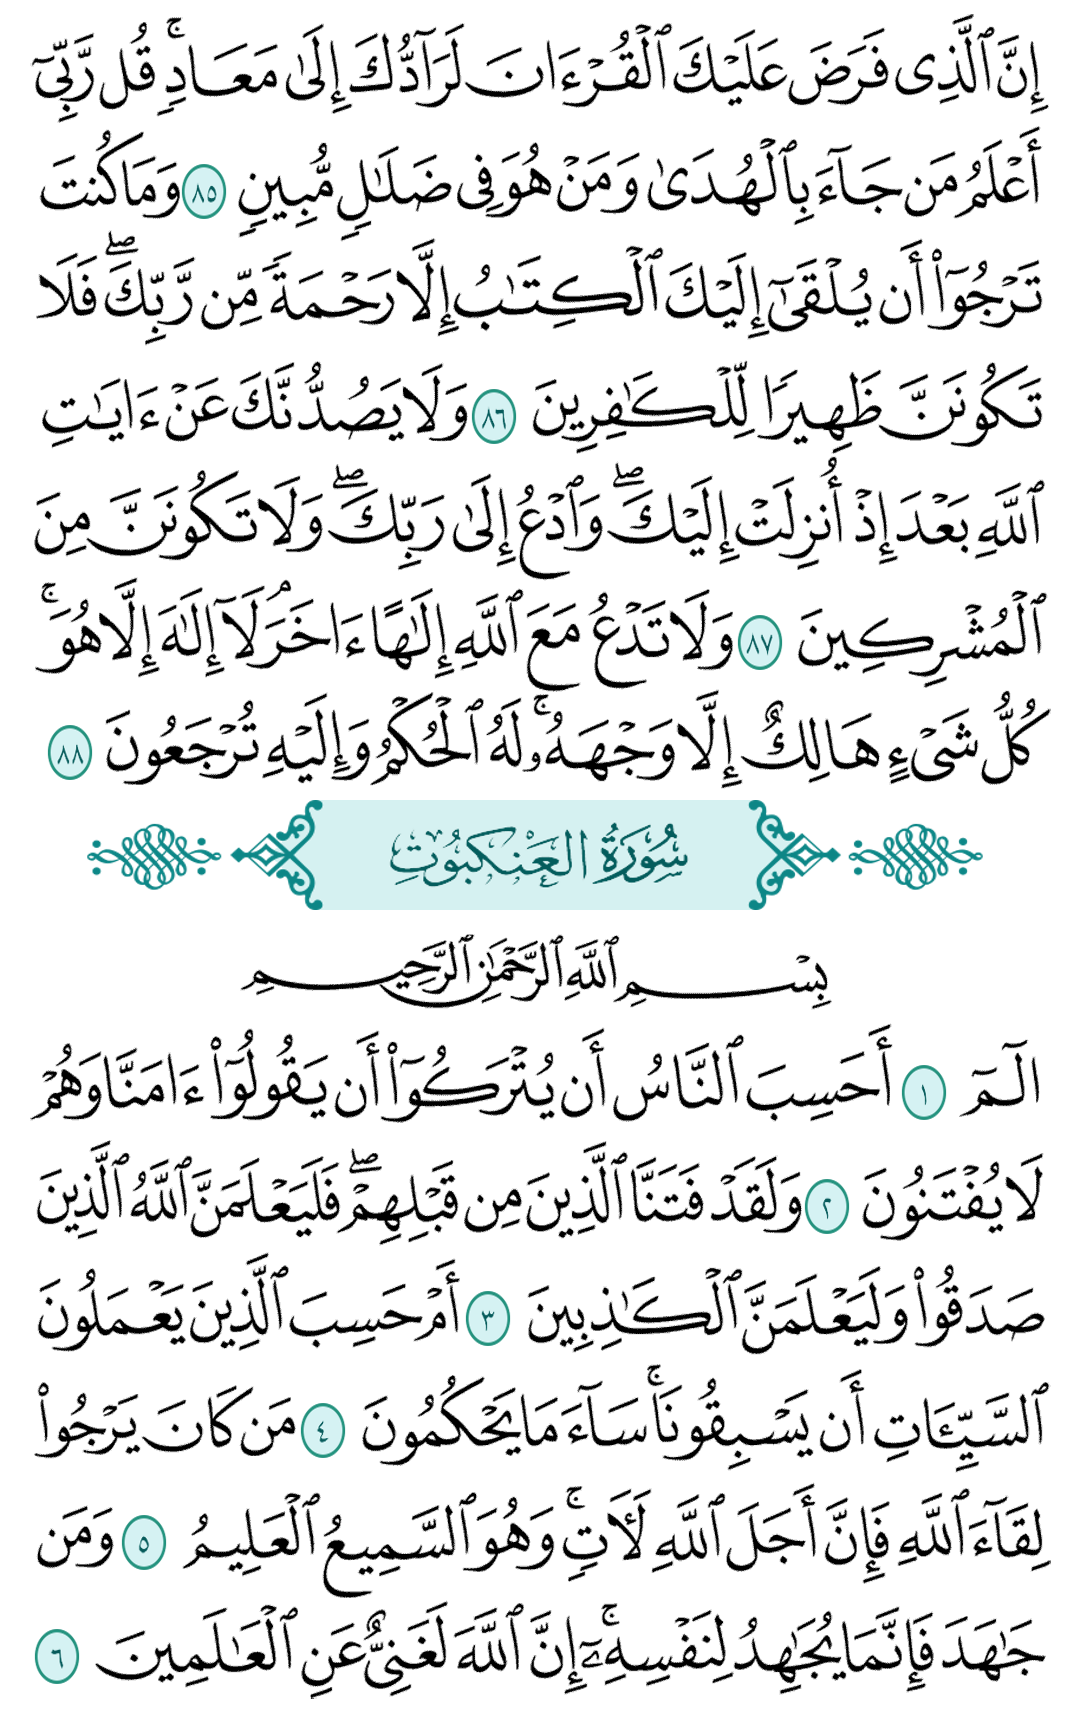 إِنَّ ٱلَّذِى فَرَضَ عَلَيْكَ ٱلْقُرْءَانَ لَرَآدُّكَ إِلَىٰ مَعَادٍ ۚ قُل رَّبِّىٓ
أَعْلَمُ مَن جَآءَ بِٱلْهُدَىٰ وَمَنْ هُوَ فِى ضَلَـٰلٍ مُّبِينٍ ٨٥ وَمَا كُنتَ
تَرْجُوٓا۟ أَن يُلْقَىٰٓ إِلَيْكَ ٱلْكِتَـٰبُ إِلَّا رَحْمَةً مِّن رَّبِّكَ ۖ فَلَا
تَكُونَنَّ ظَهِيرًا لِّلْكَـٰفِرِينَ ٨٦ وَلَا يَصُدُّنَّكَ عَنْ ءَايَـٰتِ
ٱللَّهِ بَعْدَ إِذْ أُنزِلَتْ إِلَيْكَ ۖ وَٱدْعُ إِلَىٰ رَبِّكَ ۖ وَلَا تَكُونَنَّ مِنَ
ٱلْمُشْرِكِينَ ٨٧ وَلَا تَدْعُ مَعَ ٱللَّهِ إِلَـٰهًا ءَاخَرَ ۘ لَآ إِلَـٰهَ إِلَّا هُوَ ۚ
كُلُّ شَىْءٍ هَالِكٌ إِلَّا وَجْهَهُۥ ۚ لَهُ ٱلْحُكْمُ وَإِلَيْهِ تُرْجَعُونَ ٨٨
سُورَةُ العَنْكَبُوتِ
بِسْمِ ٱللَّهِ ٱلرَّحْمَـٰنِ ٱلرَّحِيمِ
الٓمٓ ١ أَحَسِبَ ٱلنَّاسُ أَن يُتْرَكُوٓا۟ أَن يَقُولُوٓا۟ ءَامَنَّا وَهُمْ
لَا يُفْتَنُونَ ٢ وَلَقَدْ فَتَنَّا ٱلَّذِينَ مِن قَبْلِهِمْ ۖ فَلَيَعْلَمَنَّ ٱللَّهُ ٱلَّذِينَ
صَدَقُوا۟ وَلَيَعْلَمَنَّ ٱلْكَـٰذِبِينَ ٣ أَمْ حَسِبَ ٱلَّذِينَ يَعْمَلُونَ
ٱلسَّيِّـَٔاتِ أَن يَسْبِقُونَا ۚ سَآءَ مَا يَحْكُمُونَ ٤ مَن كَانَ يَرْجُوا۟
لِقَآءَ ٱللَّهِ فَإِنَّ أَجَلَ ٱللَّهِ لَـَٔاتٍ ۚ وَهُوَ ٱلسَّمِيعُ ٱلْعَلِيمُ ٥ وَمَن
جَـٰهَدَ فَإِنَّمَا يُجَـٰهِدُ لِنَفْسِهِۦٓ ۚ إِنَّ ٱللَّهَ لَغَنِىٌّ عَنِ ٱلْعَـٰلَمِينَ ٦